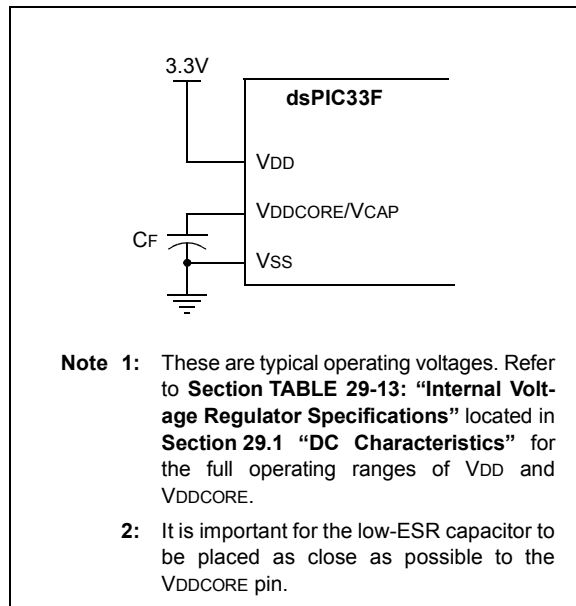 3.3V
dsPIC33F
VDD
VDDCORE/VCAP
CF
VSS
Note 1: These are typical operating voltages. Refer
to Section TABLE 29-13: “Internal Volt-
age Regulator Specifications” located in
Section 29.1 “DC Characteristics” for
the full operating ranges of VDD and
VDDCORE.
2: It is important for the low-ESR capacitor to
be placed as close as possible to the
VDDCORE pin.